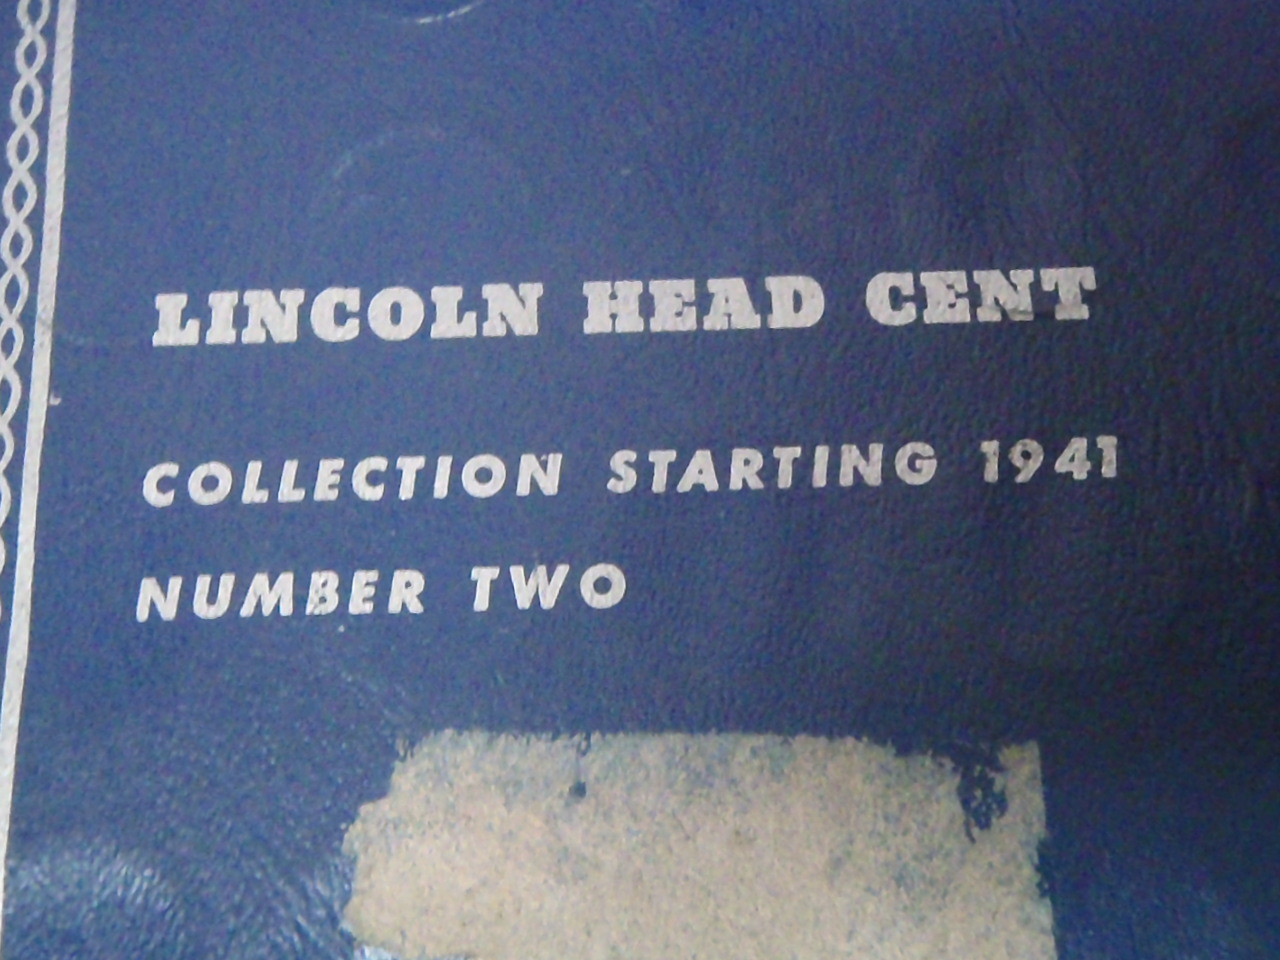 LINCOLN HEAD CENT
COLLECTION STARTING 1941
NUMBER TWO